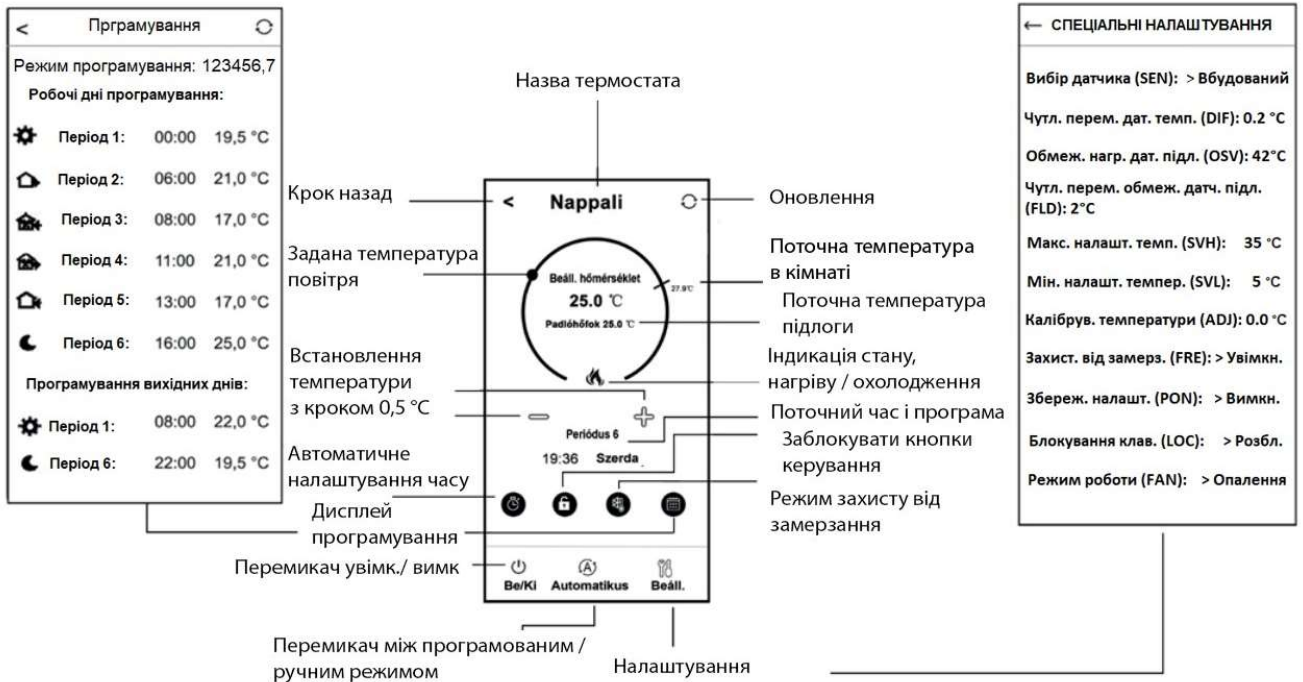 < Прграмування
Режим програмування: 123456,7
Робочі дні програмування:
Період 1: 00:00 19,5 °C
Період 2: 06:00 21,0 °C
Період 3: 08:00 17,0 °C
Період 4: 11:00 21,0 °C
Період 5: 13:00 17,0 °C
Період 6: 16:00 25,0 °C
Програмування вихідних днів:
Період 1: 08:00 22,0 °C
Період 6: 22:00 19,5 °C
Назва термостата
Крок назад
Задана температура
повітря
Встановлення
температури
з кроком 0,5 °C
Автоматичне
налаштування часу
Дисплей
програмування
Перемикач увімк./ вимк
Перемикач між програмованим /
ручним режимом
< Nappali
Beáll. hőmérséklet
25.0 °C
Padlóhőfok 25.0 °C
27.9°C
Periódus 6
19:36 Szerda
Be/Ki Automatikus Beáll.
Оновлення
Поточна температура
в кімнаті
Поточна температура
підлоги
Індикація стану,
нагріву / охолодження
Поточний час і програма
Заблокувати кнопки
керування
Режим захисту від
замерзання
Налаштування
← СПЕЦІАЛЬНІ НАЛАШТУВАННЯ
Вибір датчика (SEN): > Вбудований
Чутл. перем. дат. темп. (DIF): 0.2 °C
Обмеж. нагр. дат. підл. (OSV): 42°C
Чутл. перем. обмеж. датч. підл.
(FLD): 2°C
Макс. налашт. темп. (SVH): 35 °C
Мін. налашт. темпер. (SVL): 5 °C
Калібрув. температури (ADJ): 0.0 °C
Захист. від замерз. (FRE): > Увімкн.
Збереж. налашт. (PON): > Вимкн.
Блокування клав. (LOC): > Розбл.
Режим роботи (FAN): > Опалення